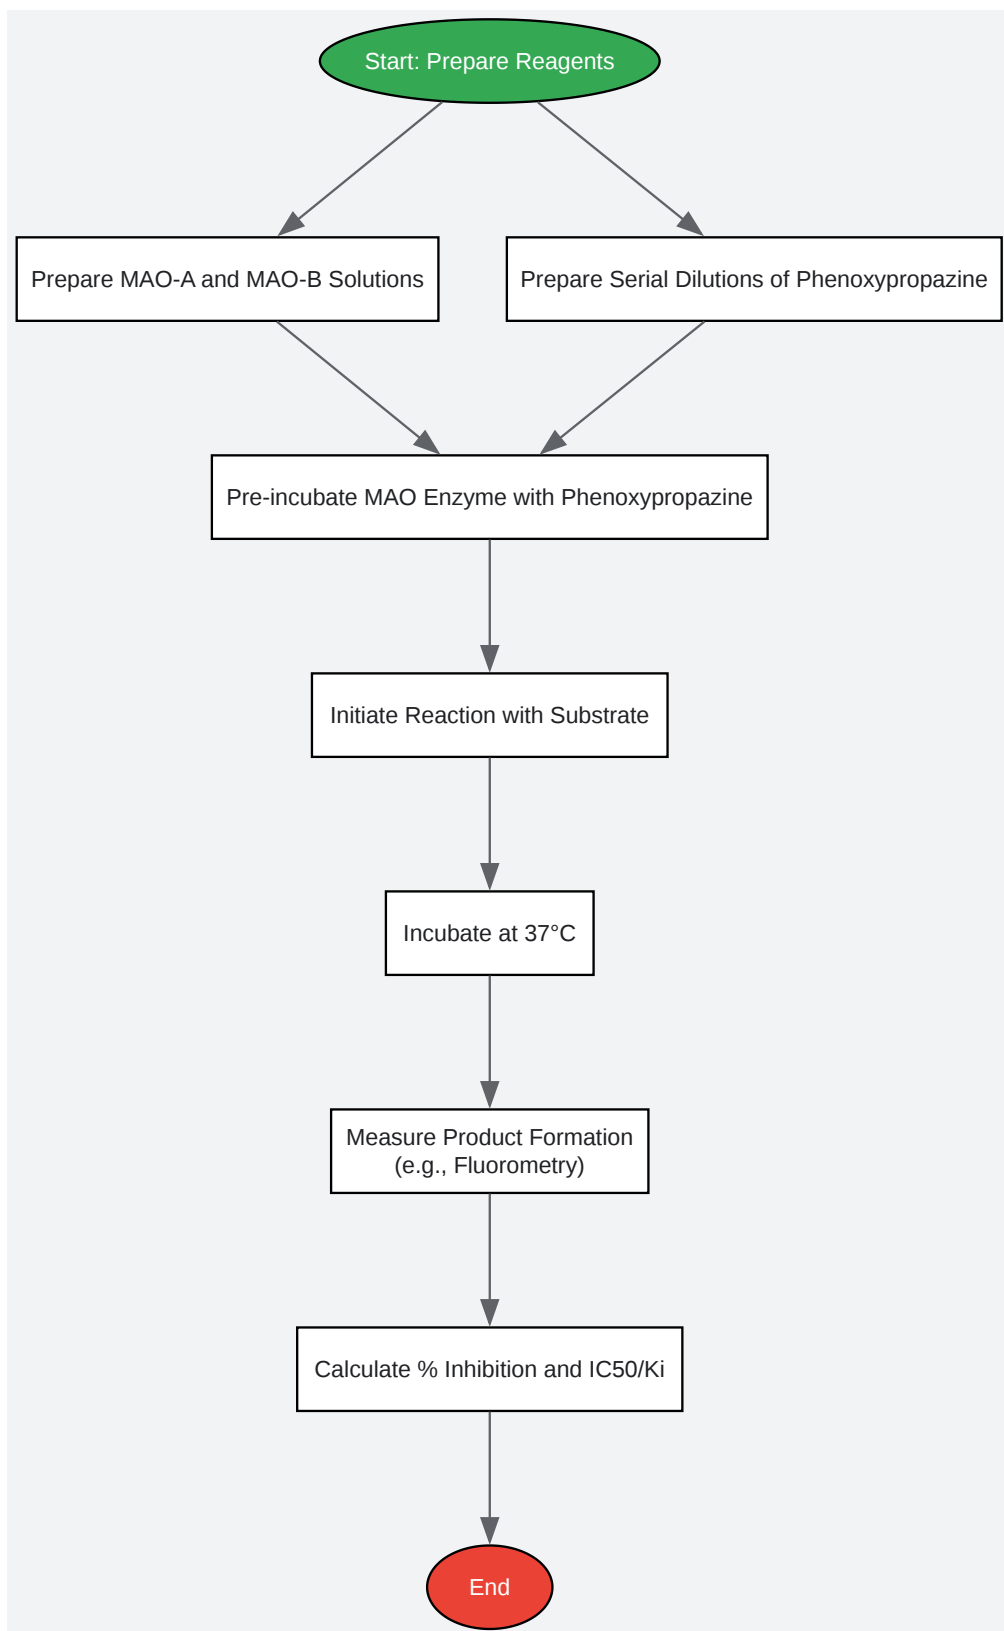 Start: Prepare Reagents
Prepare MAO-A and MAO-B Solutions
Prepare Serial Dilutions of Phenoxypropazine
Pre-incubate MAO Enzyme with Phenoxypropazine
Initiate Reaction with Substrate
Incubate at 37°C
Measure Product Formation
(e.g., Fluorometry)
Calculate % Inhibition and IC50/Ki
End